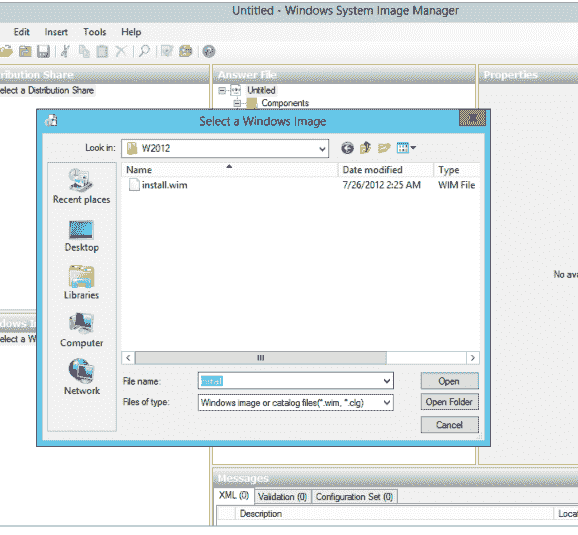 Untitled - Windows System Image Manager
Edit Insert Tools Help
ribution Share
elect a Distribution Share
Answer File
Untitled
Components
Properties
Select a Windows Image
Look in: W2012
Name Date modified Type
install.wim 7/26/2012 2:25 AM WIM File
Recent places
Desktop
Libraries
Computer
Network
No ava
dows I
elect a W
File name: Open
Files of type: Windows image or catalog files(*.wim, *.clg) Open Folder
Cancel
Messages
XML (0) Validation (0) Configuration Set (0)
Description Locat